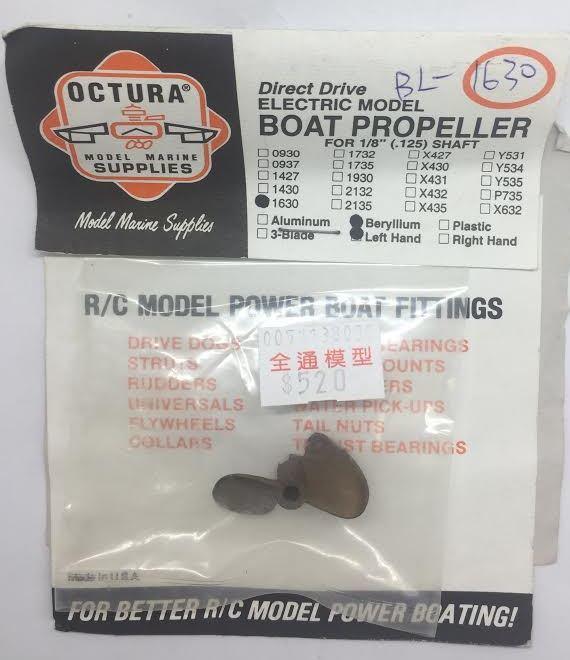 OCTURA®
MODEL MARINE
SUPPLIES
Model Marine Supplies
BL-1630
Direct Drive
ELECTRIC MODEL
BOAT PROPELLER
FOR 1/8" (.125) SHAFT
0930 1732 X427 Y531
0937 1735 X430 Y534
1427 1930 X431 Y535
1430 2132 X432 P735
1630 2135 X435 X632
Aluminum Beryllium Plastic
3-Blade Left Hand Right Hand
R/C MODEL POWER BOAT FITTINGS
DRIVE DOGS
STRUTS
RUDDERS
UNIVERSALS
FLYWHEELS
COLLARS
BEARINGS
WATER PICK-UPS
TAIL NUTS
THRUST BEARINGS
全通模型
$520
Made in U.S.A
FOR BETTER R/C MODEL POWER BOATING!